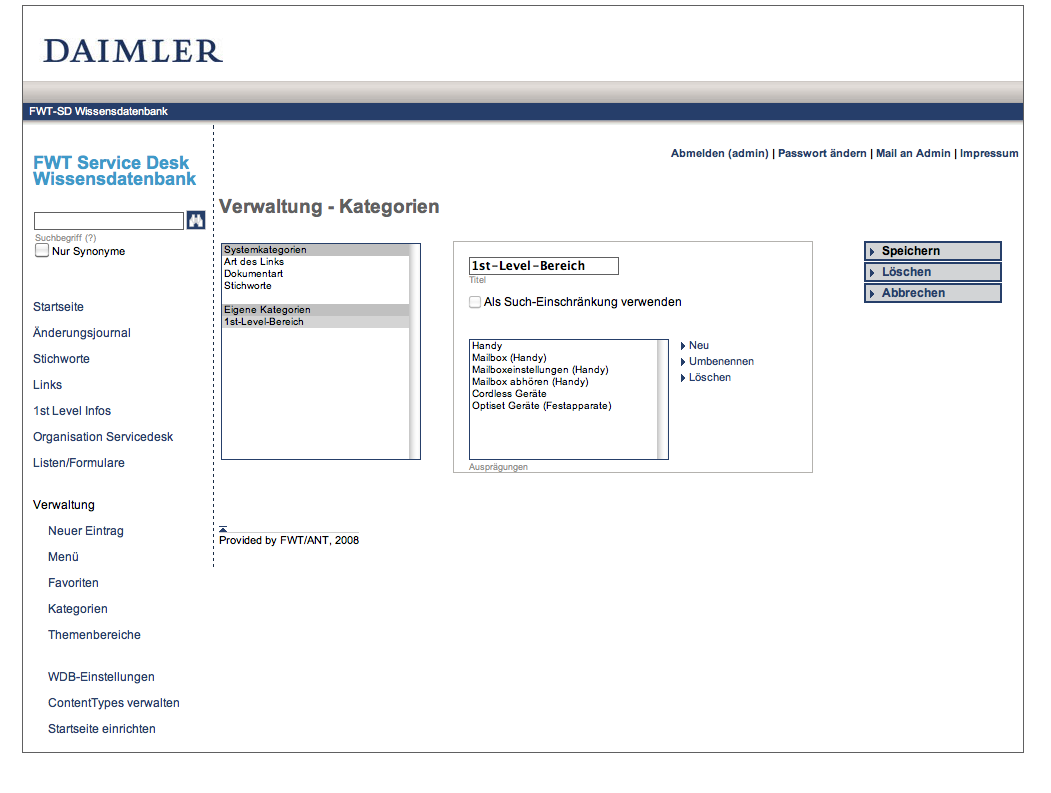 DAIMLER
FWT-SD Wissensdatenbank
Abmelden (admin) | Passwort ändern | Mail an Admin | Impressum
FWT Service Desk
Wissensdatenbank
Suchbegriff (?)
Nur Synonyme
Startseite
Änderungsjournal
Stichworte
Links
1st Level Infos
Organisation Servicedesk
Listen/Formulare
Verwaltung
Neuer Eintrag
Menü
Favoriten
Kategorien
Themenbereiche
WDB-Einstellungen
ContentTypes verwalten
Startseite einrichten
Verwaltung - Kategorien
Systemkategorien
Art des Links
Dokumentart
Stichworte
Eigene Kategorien
1st-Level-Bereich
1st-Level-Bereich
Titel
Als Such-Einschränkung verwenden
Handy
Mailbox (Handy)
Mailboxeinstellungen (Handy)
Mailbox abhören (Handy)
Cordless Geräte
Optiset Geräte (Festapparate)
Ausprägungen
Neu
Umbenennen
Löschen
Speichern
Löschen
Abbrechen
Provided by FWT/ANT, 2008